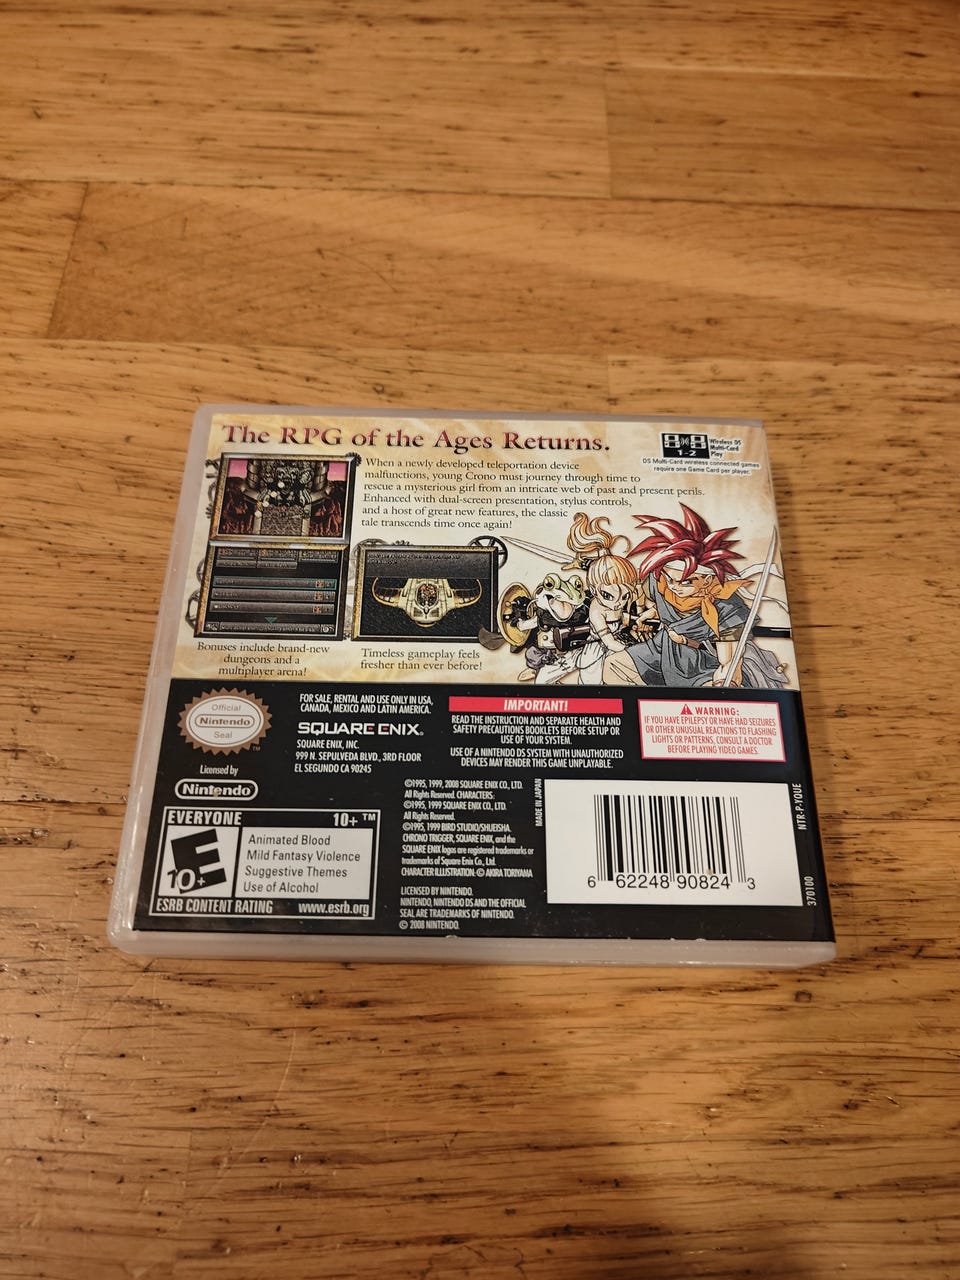 The RPG of the Ages Returns.
Wireless DS
Multi-Card
Play
1-2
DS Multi-Card wireless connected games
require one Game Card per player.
When a newly developed teleportation device
malfunctions, young Crono must journey through time to
rescue a mysterious girl from an intricate web of past and present perils.
Enhanced with dual-screen presentation, stylus controls,
and a host of great new features, the classic
tale transcends time once again!
Bonuses include brand-new
dungeons and a
multiplayer arena!
Timeless gameplay feels
fresher than ever before!
Official
Nintendo
Seal
TM
Licensed by
Nintendo
FOR SALE, RENTAL AND USE ONLY IN USA,
CANADA, MEXICO AND LATIN AMERICA.
SQUARE ENIX®
SQUARE ENIX, INC.
999 N. SEPULVEDA BLVD., 3RD FLOOR
EL SEGUNDO CA 90245
IMPORTANT!
READ THE INSTRUCTION AND SEPARATE HEALTH AND
SAFETY PRECAUTIONS BOOKLETS BEFORE SETUP OR
USE OF YOUR SYSTEM.
USE OF A NINTENDO DS SYSTEM WITH UNAUTHORIZED
DEVICES MAY RENDER THIS GAME UNPLAYABLE.
WARNING:
IF YOU HAVE EPILEPSY OR HAVE HAD SEIZURES
OR OTHER UNUSUAL REACTIONS TO FLASHING
LIGHTS OR PATTERNS, CONSULT A DOCTOR
BEFORE PLAYING VIDEO GAMES.
EVERYONE 10+ TM
E
10+
Animated Blood
Mild Fantasy Violence
Suggestive Themes
Use of Alcohol
ESRB CONTENT RATING www.esrb.org
©1995, 1999, 2008 SQUARE ENIX CO., LTD.
All Rights Reserved. CHARACTERS:
©1995, 1999 SQUARE ENIX CO., LTD.
All Rights Reserved.
©1995, 1999 BIRD STUDIO/SHUEISHA.
CHRONO TRIGGER, SQUARE ENIX, and the
SQUARE ENIX logos are registered trademarks or
trademarks of Square Enix Co., Ltd.
CHARACTER ILLUSTRATION: © AKIRA TORIYAMA
LICENSED BY NINTENDO.
NINTENDO, NINTENDO DS AND THE OFFICIAL
SEAL ARE TRADEMARKS OF NINTENDO.
© 2008 NINTENDO.
MADE IN JAPAN
6 62248 90824 3
NTR-P-YQUE
370100